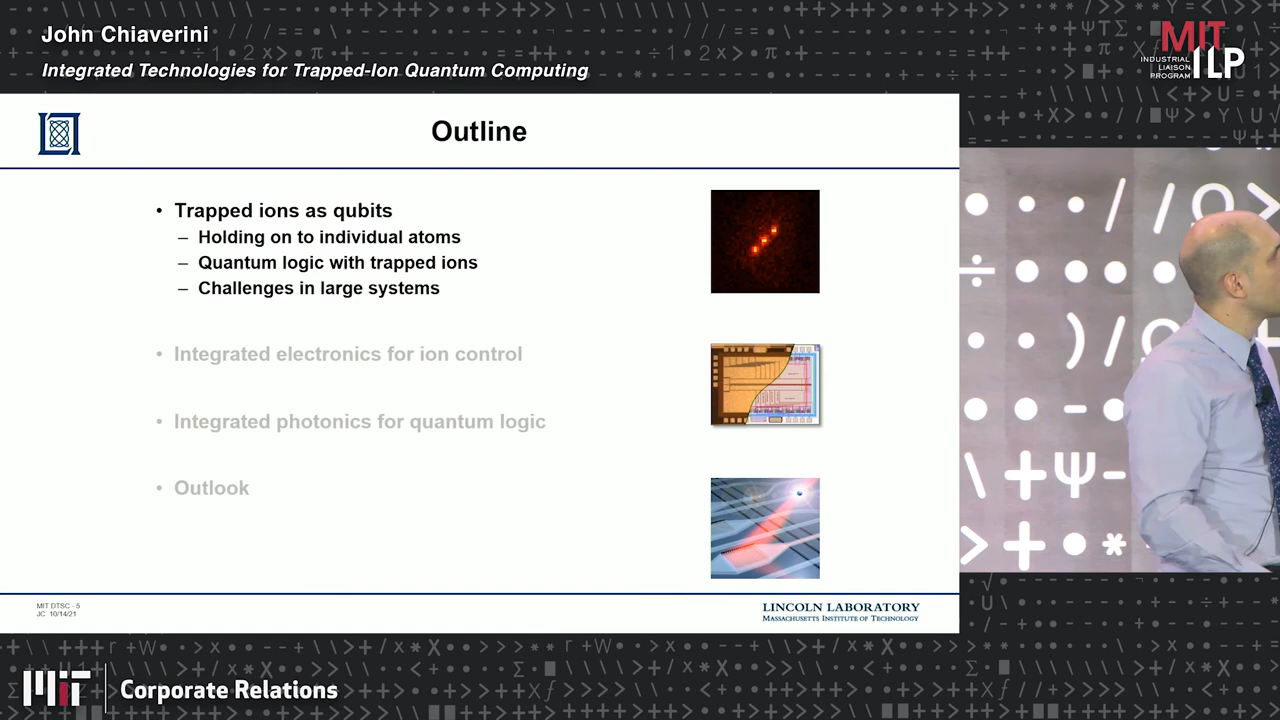 John Chiaverini
Integrated Technologies for Trapped-Ion Quantum Computing
MIT
ILP
INDUSTRIAL
LIAISON
PROGRAM
Outline
• Trapped ions as qubits
– Holding on to individual atoms
– Quantum logic with trapped ions
– Challenges in large systems
• Integrated electronics for ion control
• Integrated photonics for quantum logic
• Outlook
MIT DTSC - 5
JC 10/14/21
LINCOLN LABORATORY
MASSACHUSETTS INSTITUTE OF TECHNOLOGY
MIT
Corporate Relations